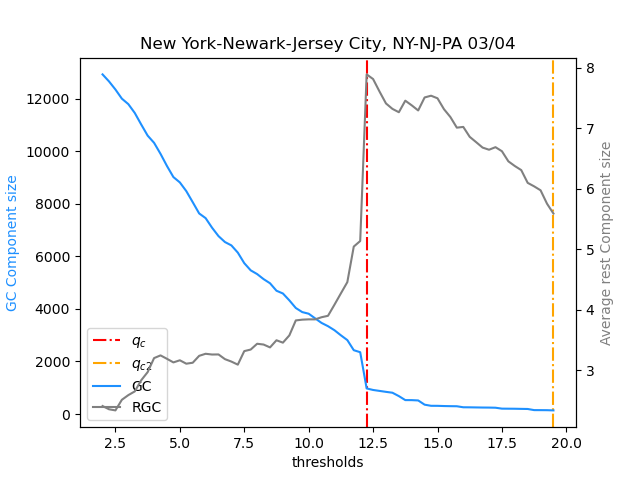 New York-Newark-Jersey City, NY-NJ-PA 03/04
GC Component size
12000
10000
8000
6000
4000
2000
0
8
7
6
5
4
3
Average rest Component size
q_c
q_c2
GC
RGC
2.5 5.0 7.5 10.0 12.5 15.0 17.5 20.0
thresholds